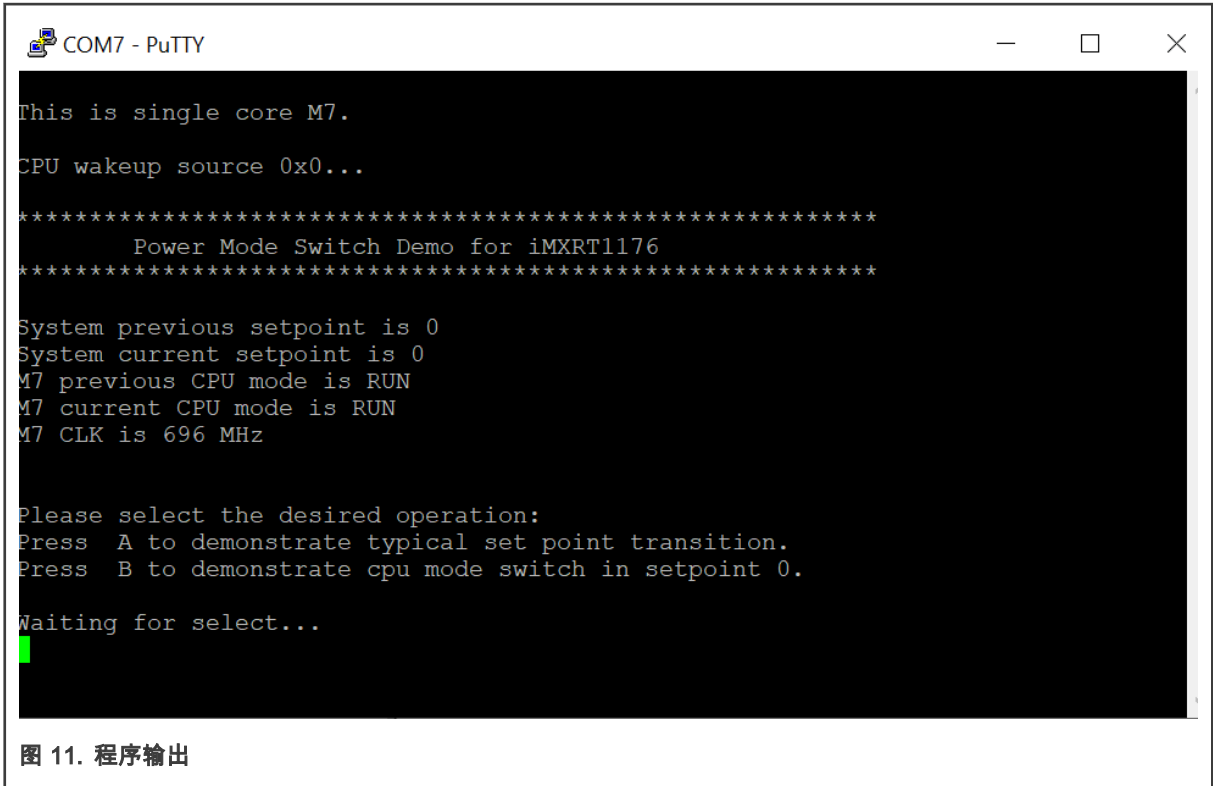 COM7 - PuTTY
This is single core M7.
CPU wakeup source 0x0...
***********************************************************
Power Mode Switch Demo for iMXRT1176
***********************************************************
System previous setpoint is 0
System current setpoint is 0
M7 previous CPU mode is RUN
M7 current CPU mode is RUN
M7 CLK is 696 MHz
Please select the desired operation:
Press  A to demonstrate typical set point transition.
Press  B to demonstrate cpu mode switch in setpoint 0.
Waiting for select...
图 11. 程序输出